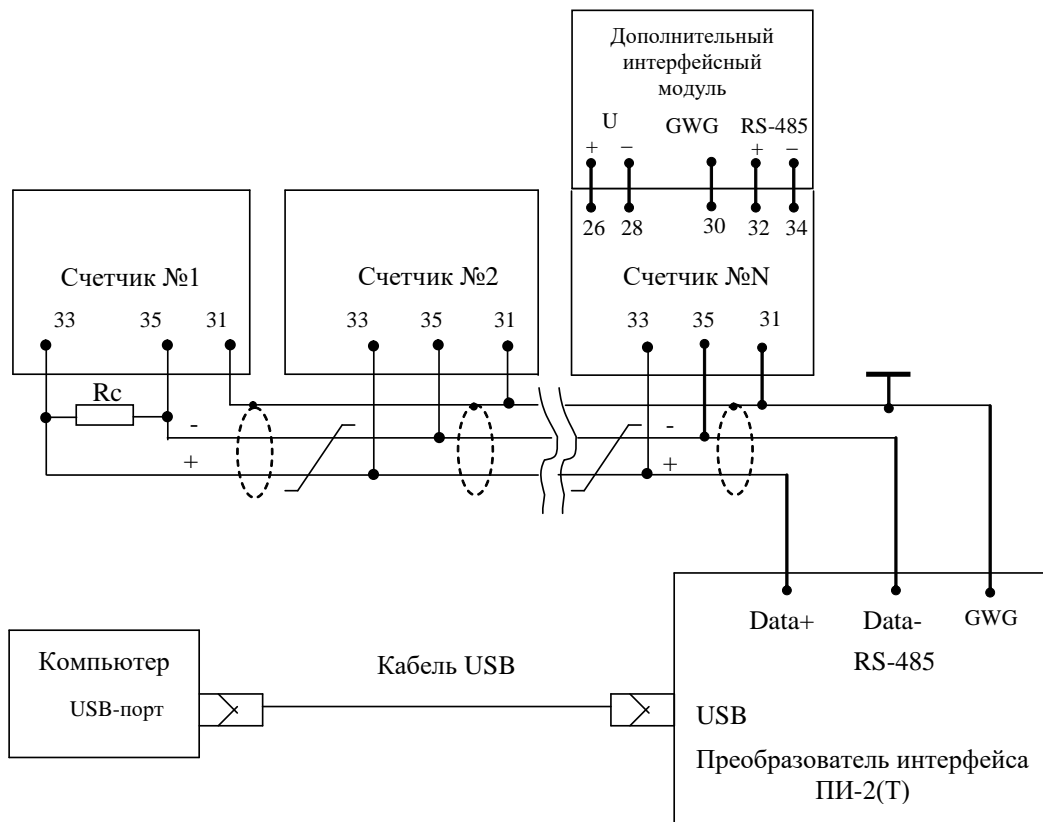 Дополнительный
интерфейсный
модуль
U GWG RS-485
+ − + −
26 28 30 32 34
Счетчик №1
33 35 31
Счетчик №2
33 35 31
Счетчик №N
33 35 31
Rc
- -
+ +
Data+ Data- GWG
RS-485
Компьютер
USB-порт
Кабель USB
USB
Преобразователь интерфейса
ПИ-2(Т)